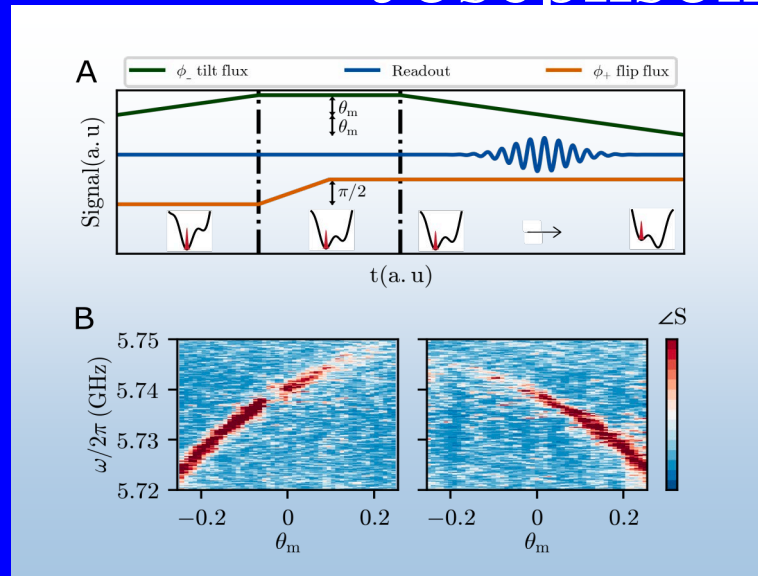 A
ϕ_ tilt flux
Readout
ϕ+ flip flux
Signal(a. u)
θm
θm
π/2
t(a. u)
B
∠S
ω/2π (GHz)
5.75
5.74
5.73
5.72
−0.2 0 0.2
−0.2 0 0.2
θm
θm